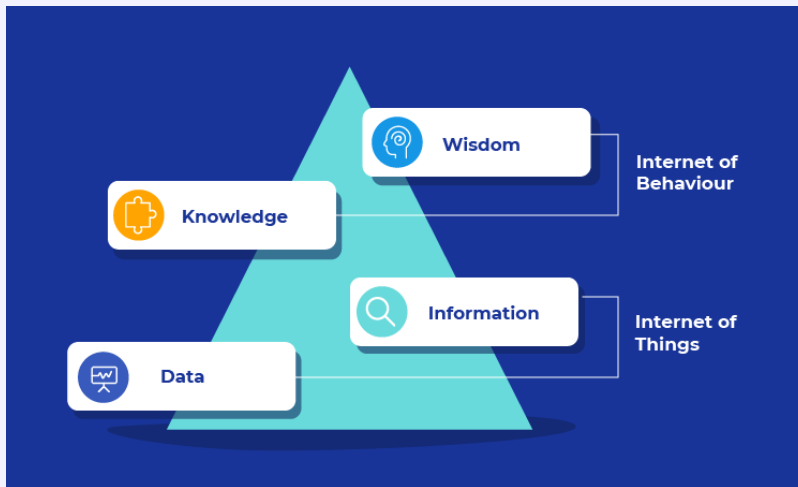 Wisdom
Internet of
Behaviour
Knowledge
Information
Internet of
Things
Data